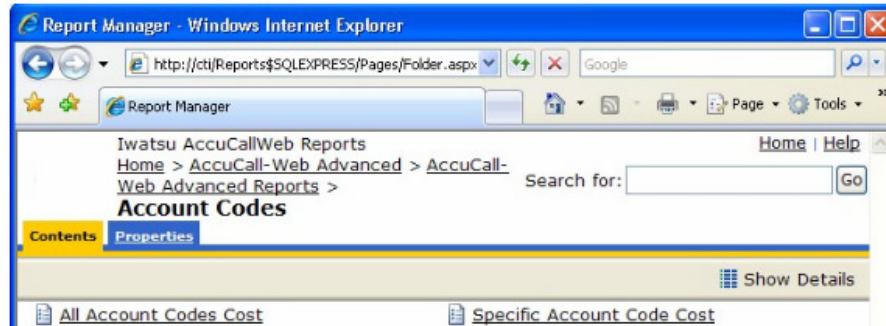 Report Manager - Windows Internet Explorer
http://cti/Reports$SQLEXPRESS/Pages/Folder.aspx
Google
Report Manager
Page
Tools
»
Iwatsu AccuCallWeb Reports
Home | Help
Home > AccuCall-Web Advanced > AccuCall-
Web Advanced Reports >
Search for:
Go
Account Codes
Contents
Properties
Show Details
All Account Codes Cost
Specific Account Code Cost